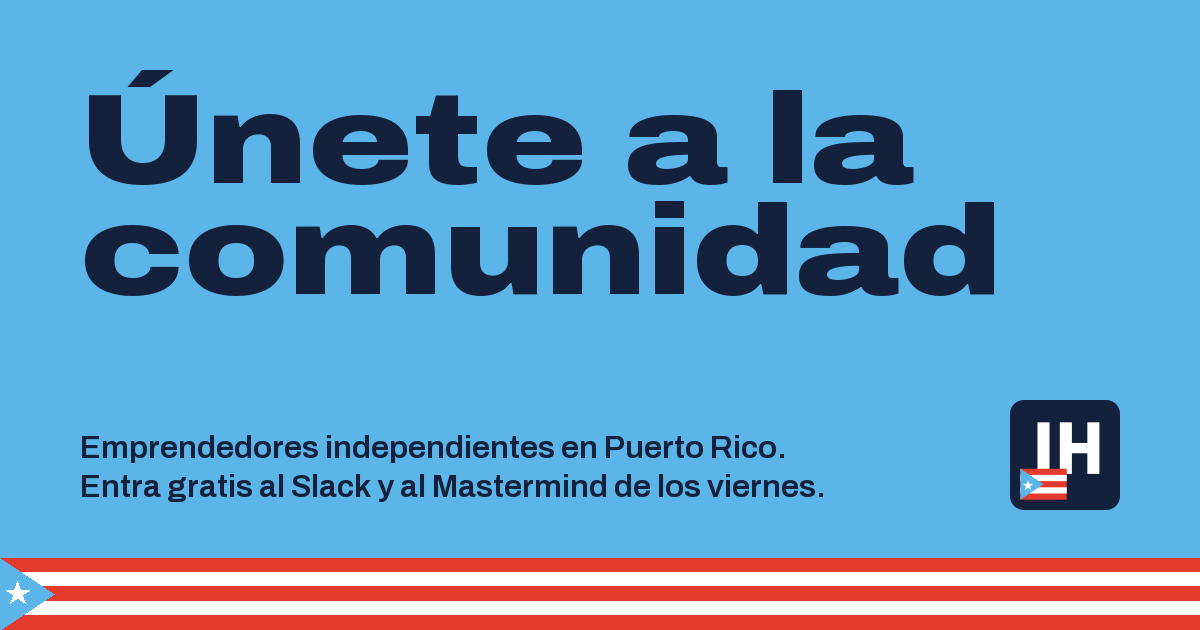 Únete a la
comunidad
Emprendedores independientes en Puerto Rico.
Entra gratis al Slack y al Mastermind de los viernes.
IH